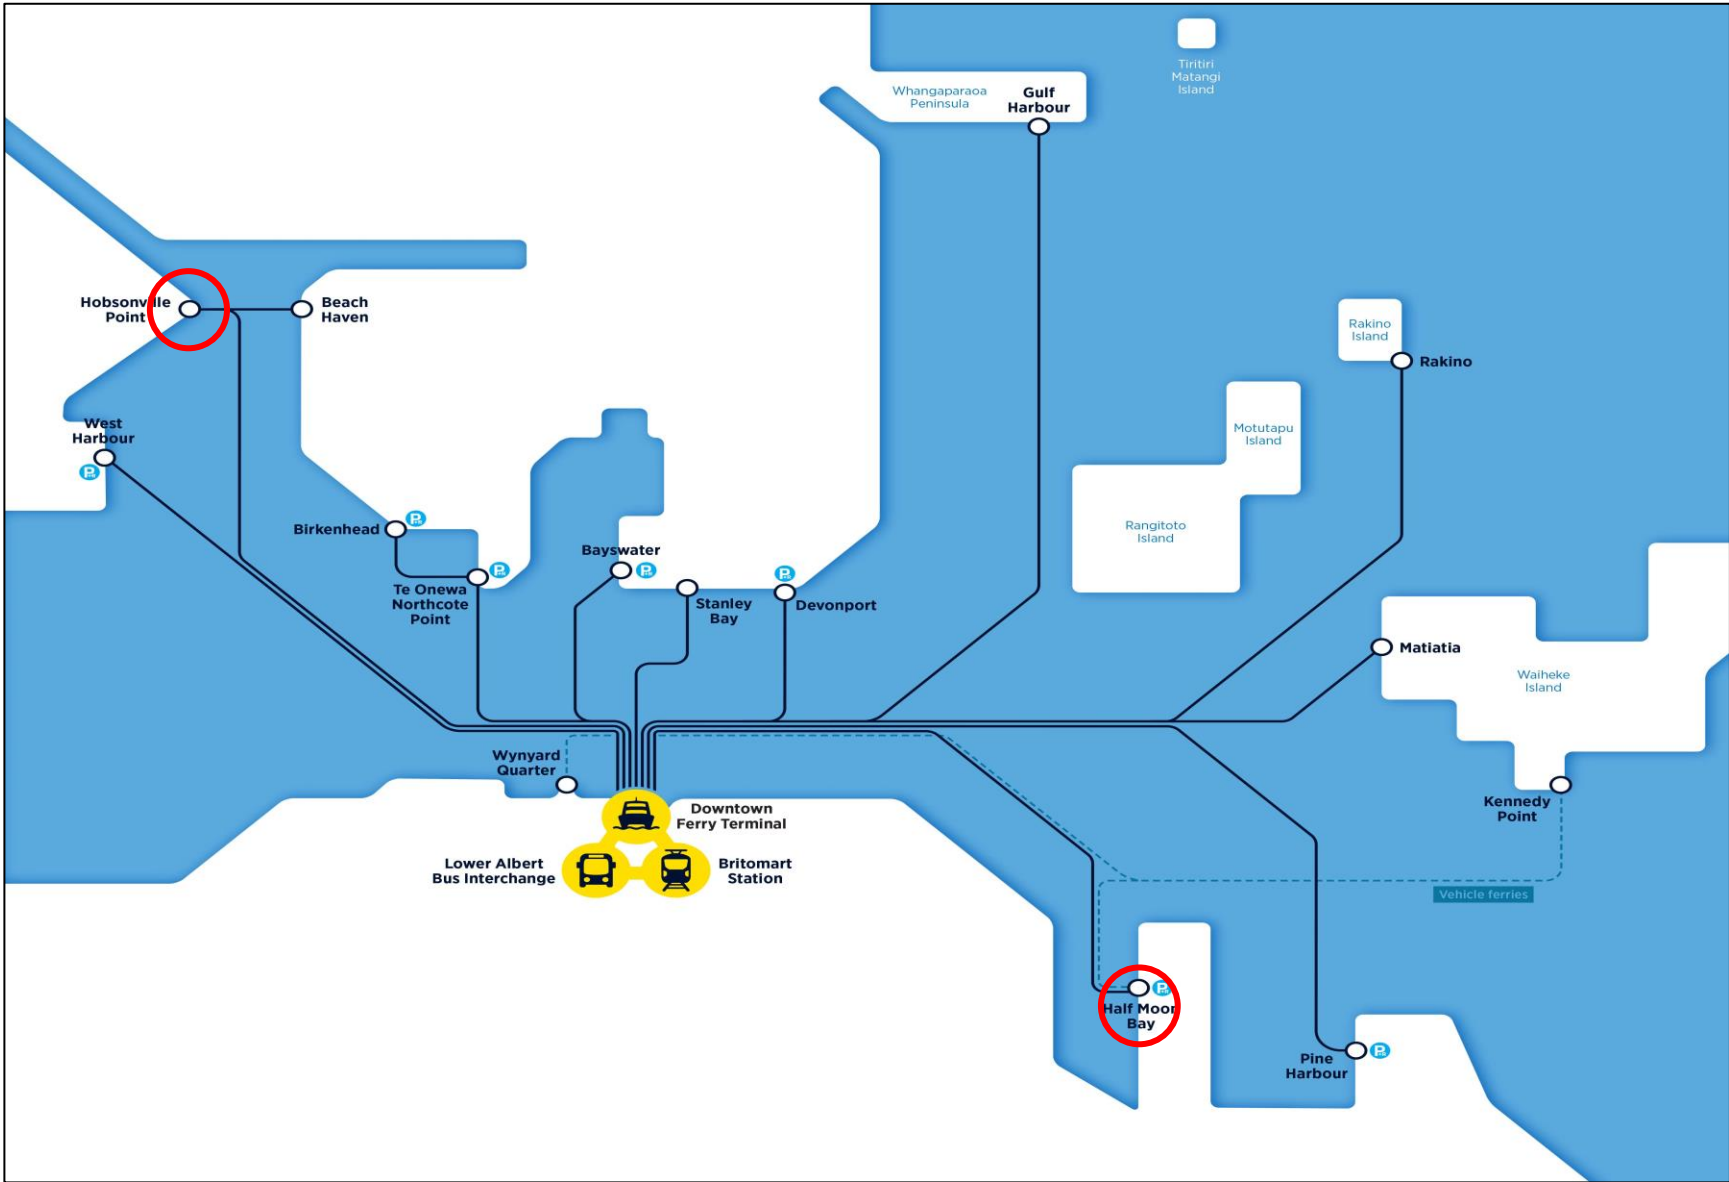 Tiritiri
Matangi
Island
Whangaparaoa
Peninsula
Gulf
Harbour
Hobsonville
Point
Beach
Haven
Rakino
Island
Rakino
West
Harbour
Motutapu
Island
Birkenhead
Rangitoto
Island
Bayswater
Te Onewa
Northcote
Point
Stanley
Bay
Devonport
Matiatia
Waiheke
Island
Wynyard
Quarter
Kennedy
Point
Downtown
Ferry Terminal
Lower Albert
Bus Interchange
Britomart
Station
Vehicle ferries
Half Moon
Bay
Pine
Harbour